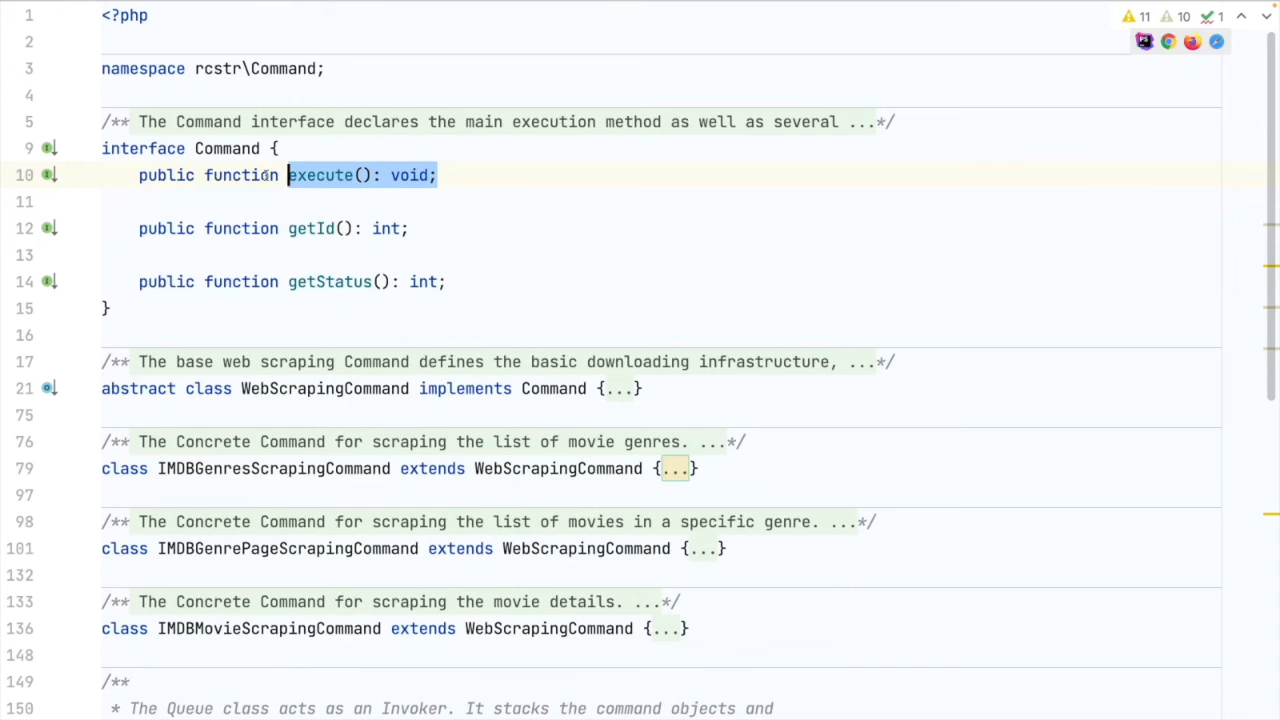 1 <?php
11 10 1
2
3 namespace rcstr\Command;
4
5 /** The Command interface declares the main execution method as well as several ...*/
9 interface Command {
10 public function execute(): void;
11
12 public function getId(): int;
13
14 public function getStatus(): int;
15 }
16
17 /** The base web scraping Command defines the basic downloading infrastructure, ...*/
21 abstract class WebScrapingCommand implements Command {...}
75
76 /** The Concrete Command for scraping the list of movie genres. ...*/
79 class IMDBGenresScrapingCommand extends WebScrapingCommand {...}
97
98 /** The Concrete Command for scraping the list of movies in a specific genre. ...*/
101 class IMDBGenrePageScrapingCommand extends WebScrapingCommand {...}
132
133 /** The Concrete Command for scraping the movie details. ...*/
136 class IMDBMovieScrapingCommand extends WebScrapingCommand {...}
148
149 /**
150 * The Queue class acts as an Invoker. It stacks the command objects and